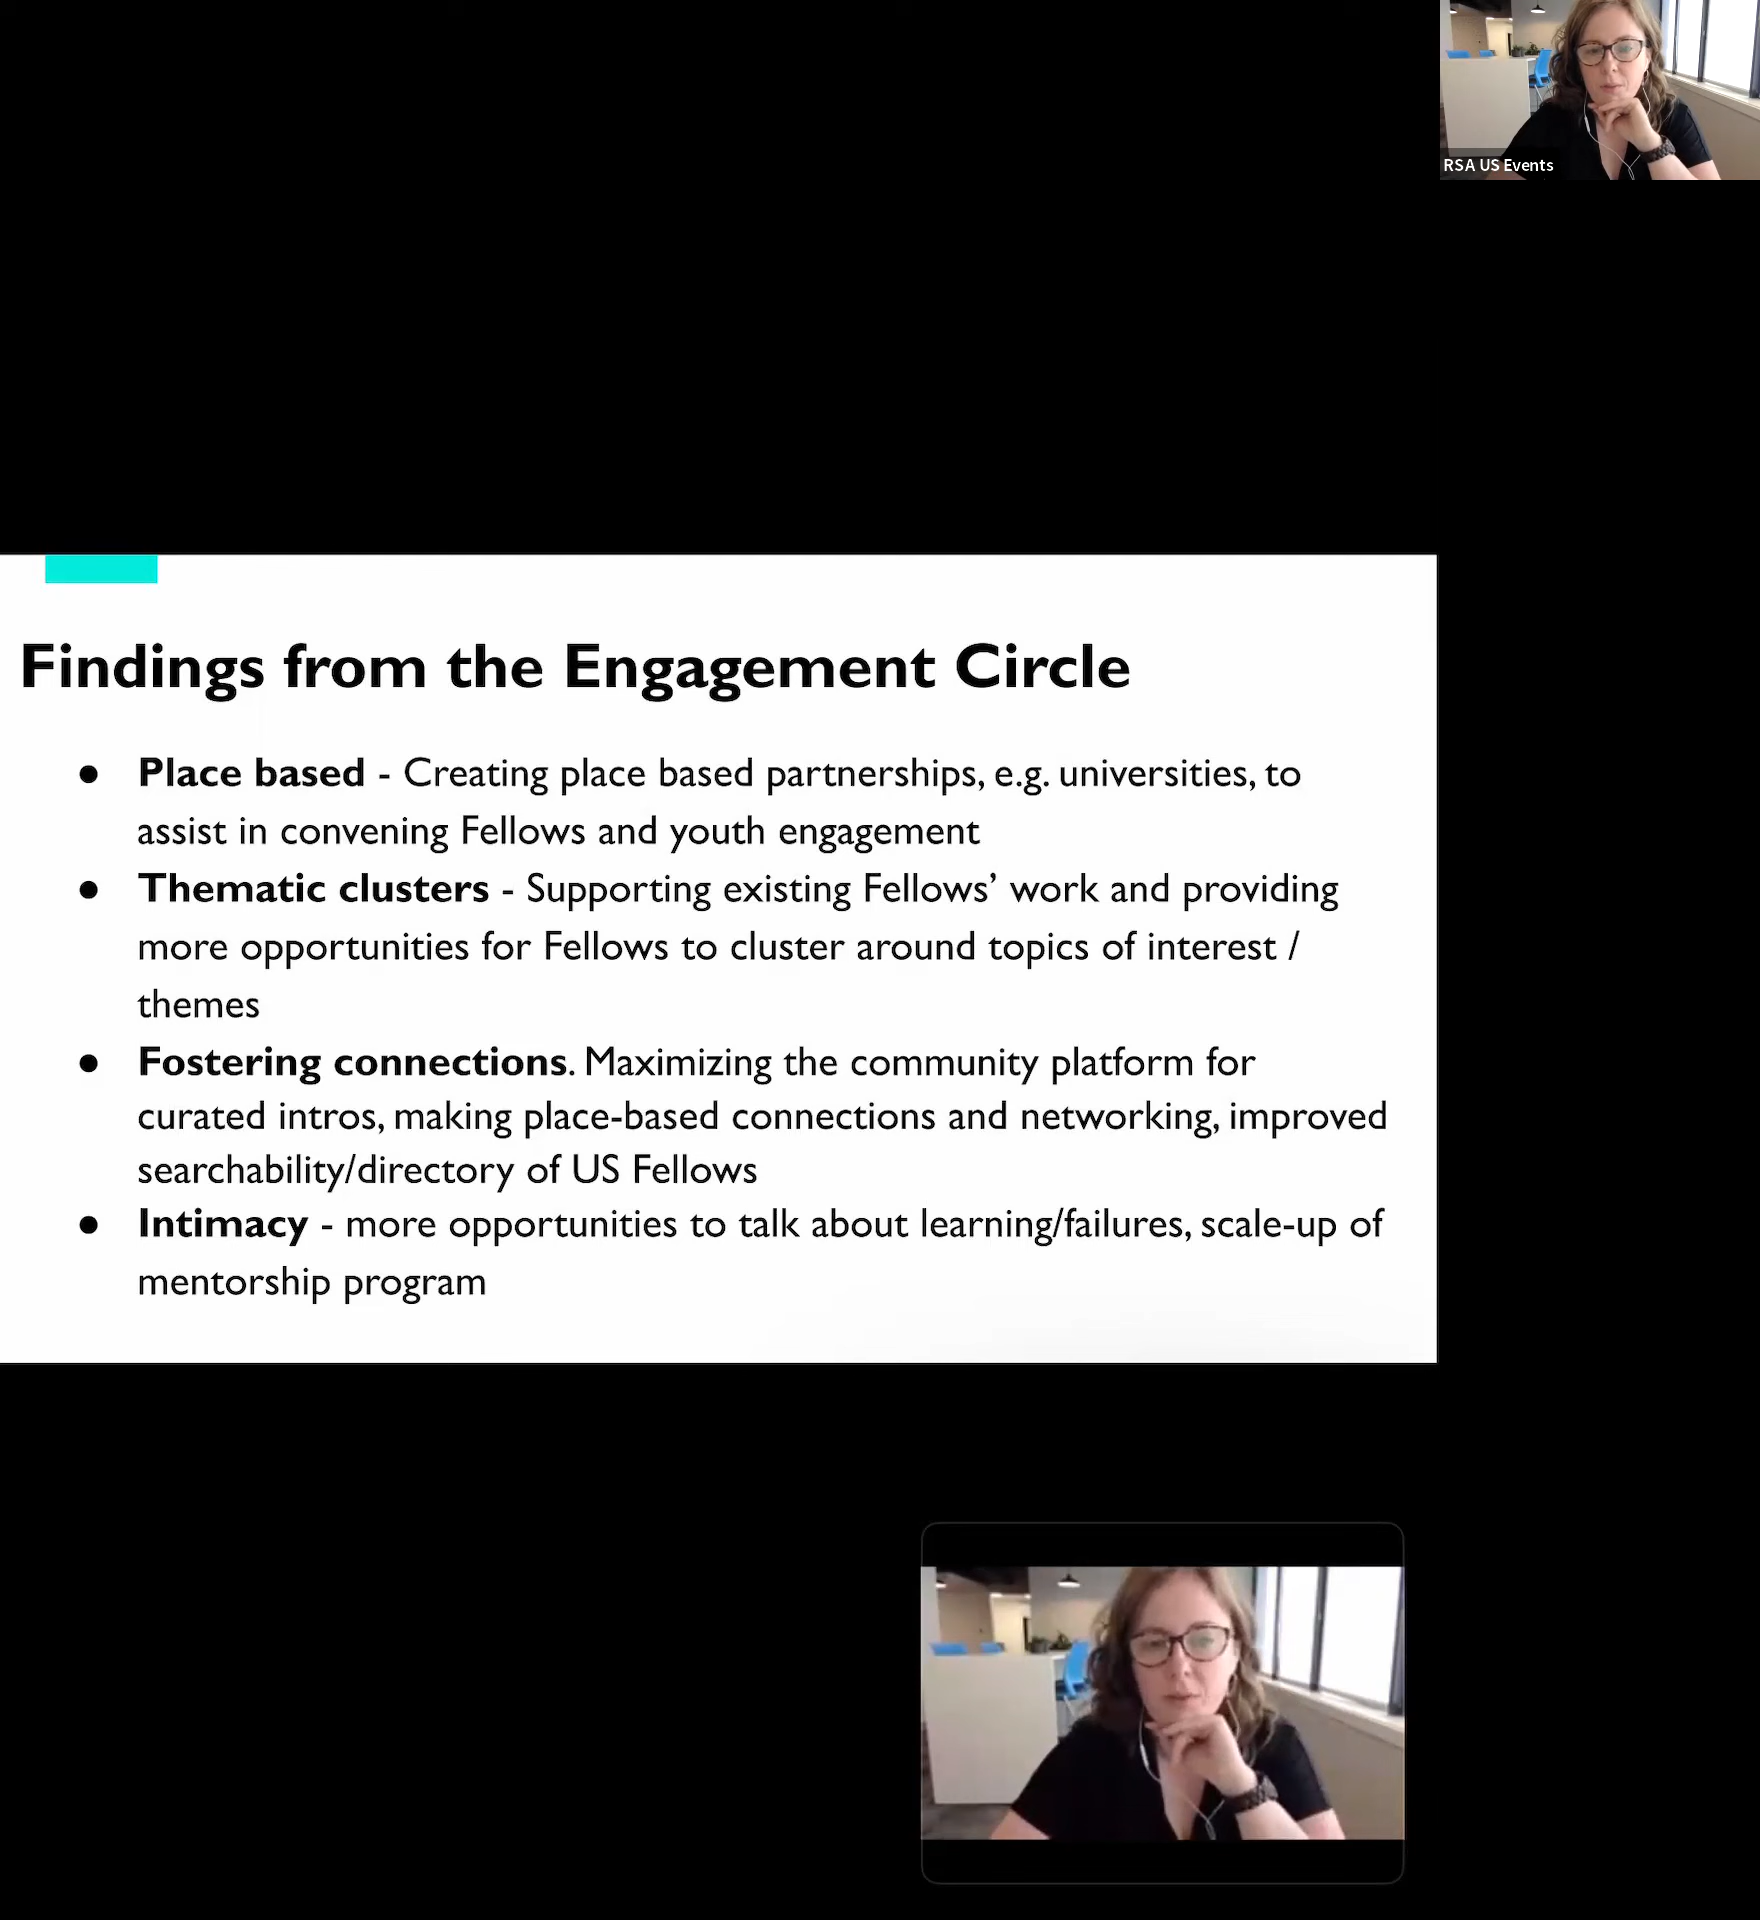 RSA US Events
Findings from the Engagement Circle
● Place based - Creating place based partnerships, e.g. universities, to
assist in convening Fellows and youth engagement
● Thematic clusters - Supporting existing Fellows’ work and providing
more opportunities for Fellows to cluster around topics of interest /
themes
● Fostering connections. Maximizing the community platform for
curated intros, making place-based connections and networking, improved
searchability/directory of US Fellows
● Intimacy - more opportunities to talk about learning/failures, scale-up of
mentorship program